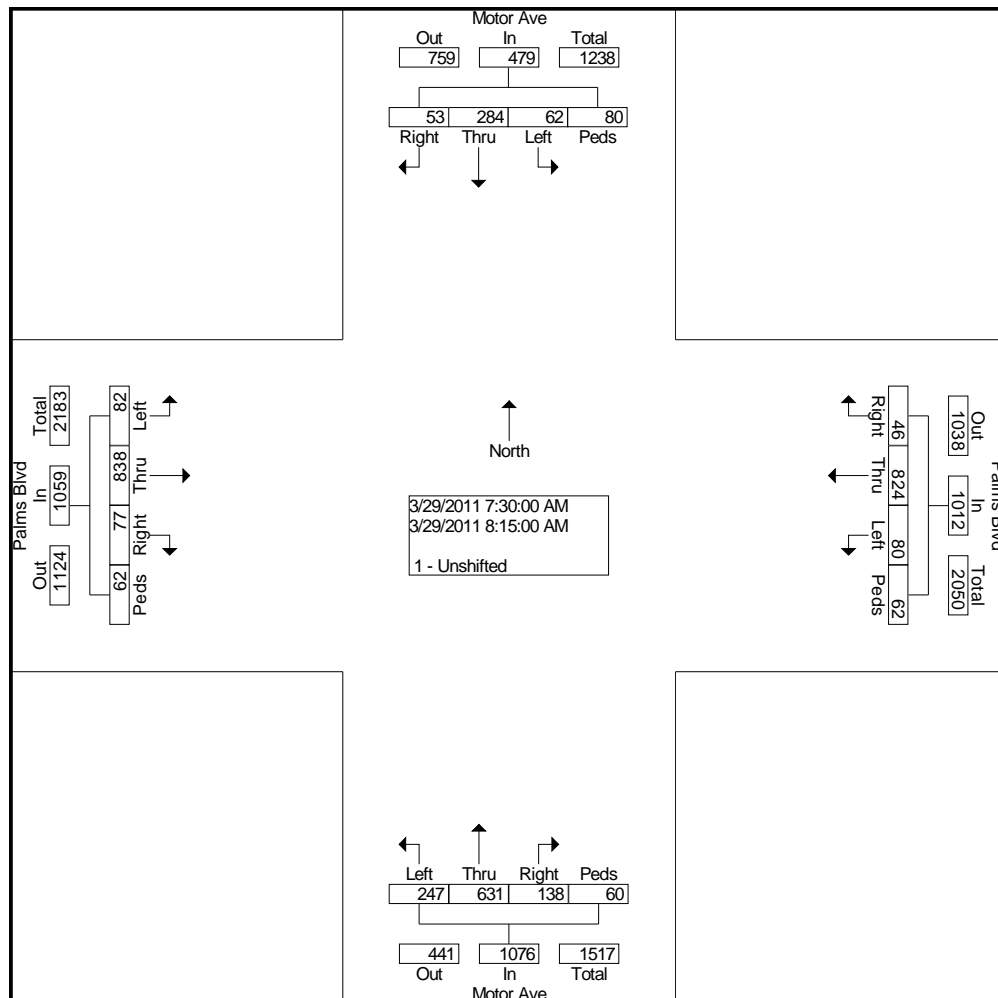 Motor Ave
Out In Total
759 479 1238
53 284 62 80
Right Thru Left Peds
Palms Blvd
Out In Total
1124 1059 2183
62 77 838 82
Peds Right Thru Left
North
3/29/2011 7:30:00 AM
3/29/2011 8:15:00 AM
1 - Unshifted
Right Thru Left Peds
46 824 80 62
Out In Total
1038 1012 2050
Palms Blvd
Left Thru Right Peds
247 631 138 60
441 1076 1517
Out In Total
Motor Ave